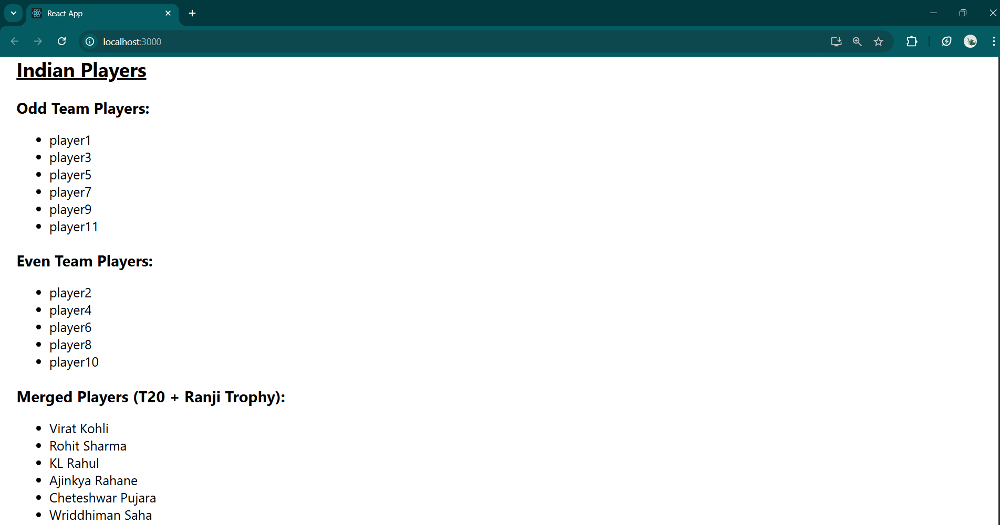 React App
localhost:3000
Indian Players
Odd Team Players:
player1
player3
player5
player7
player9
player11
Even Team Players:
player2
player4
player6
player8
player10
Merged Players (T20 + Ranji Trophy):
Virat Kohli
Rohit Sharma
KL Rahul
Ajinkya Rahane
Cheteshwar Pujara
Wriddhiman Saha